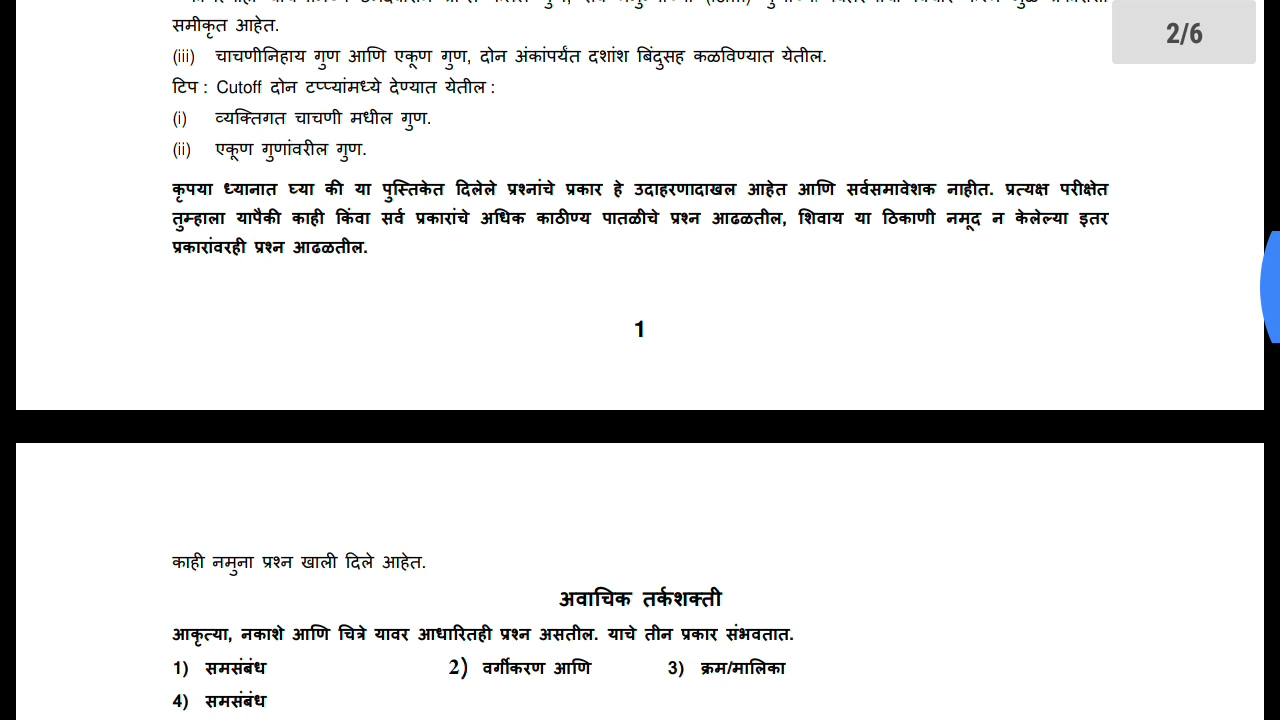 2/6
समीकृत आहेत.
(iii) चाचणीनिहाय गुण आणि एकूण गुण, दोन अंकांपर्यंत दशांश बिंदुसह कळविण्यात येतील.
टिप : Cutoff दोन टप्प्यांमध्ये देण्यात येतील :
(i) व्यक्तिगत चाचणी मधील गुण.
(ii) एकूण गुणांवरील गुण.
कृपया ध्यानात घ्या की या पुस्तिकेत दिलेले प्रश्नांचे प्रकार हे उदाहरणादाखल आहेत आणि सर्वसमावेशक नाहीत. प्रत्यक्ष परीक्षेत
तुम्हाला यापैकी काही किंवा सर्व प्रकारांचे अधिक काठीण्य पातळीचे प्रश्न आढळतील, शिवाय या ठिकाणी नमूद न केलेल्या इतर
प्रकारांवरही प्रश्न आढळतील.
1
काही नमुना प्रश्न खाली दिले आहेत.
अवाचिक तर्कशक्ती
आकृत्या, नकाशे आणि चित्रे यावर आधारितही प्रश्न असतील. याचे तीन प्रकार संभवतात.
1) समसंबंध 2) वर्गीकरण आणि 3) क्रम/मालिका
4) समसंबंध